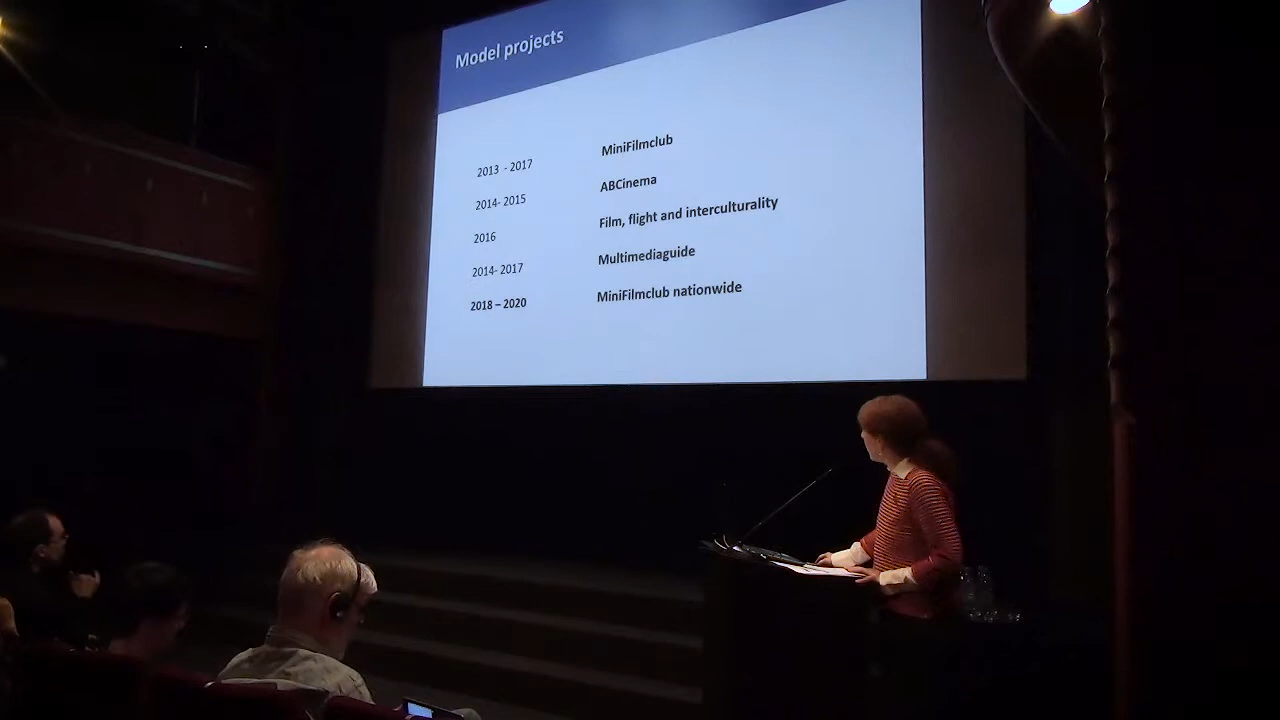 Model projects
2013 - 2017 MiniFilmclub
2014- 2015 ABCinema
2016 Film, flight and interculturality
2014- 2017 Multimediaguide
2018 – 2020 MiniFilmclub nationwide